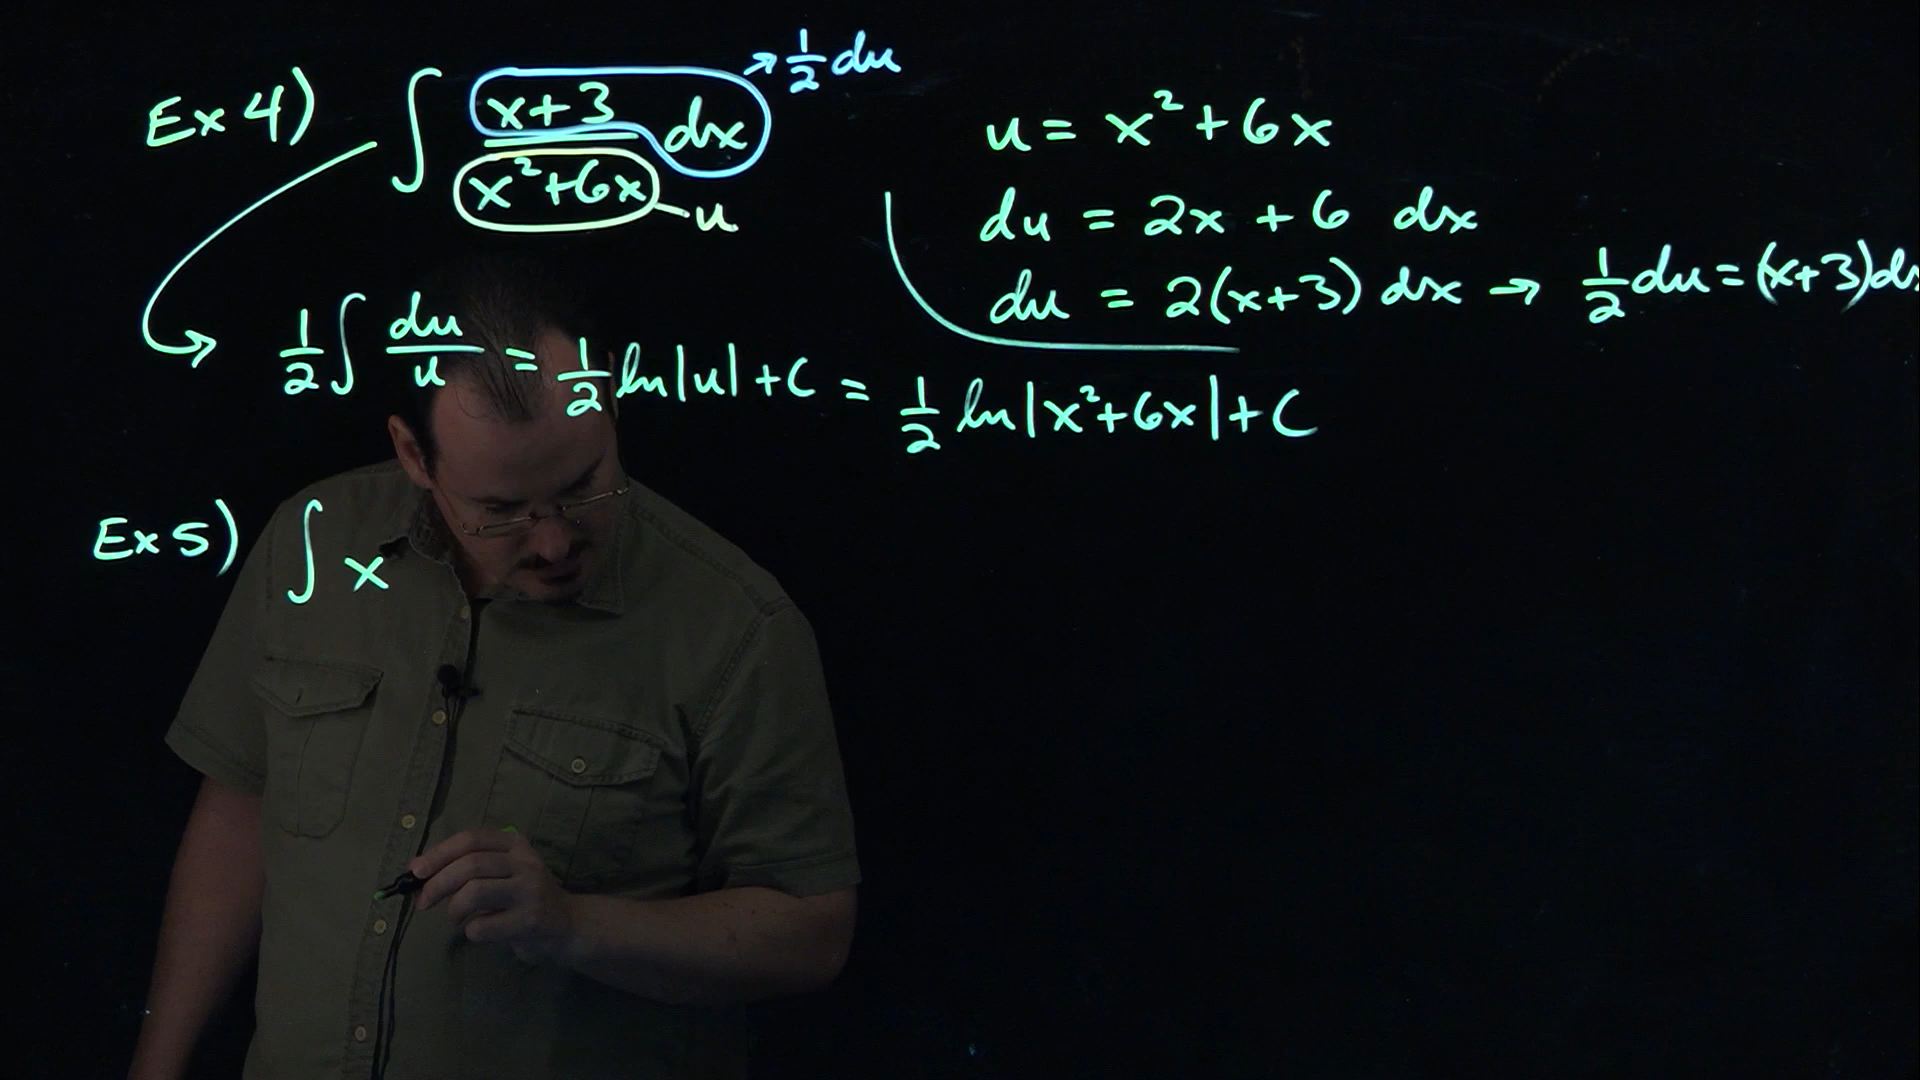 Ex 4) ∫ (x+3)/(x²+6x) dx → ½ du
u
u = x² + 6x
du = 2x + 6 dx
du = 2(x+3) dx → ½ du = (x+3)dx
½ ∫ du/u = ½ ln|u| + C = ½ ln|x²+6x| + C
Ex 5) ∫ x